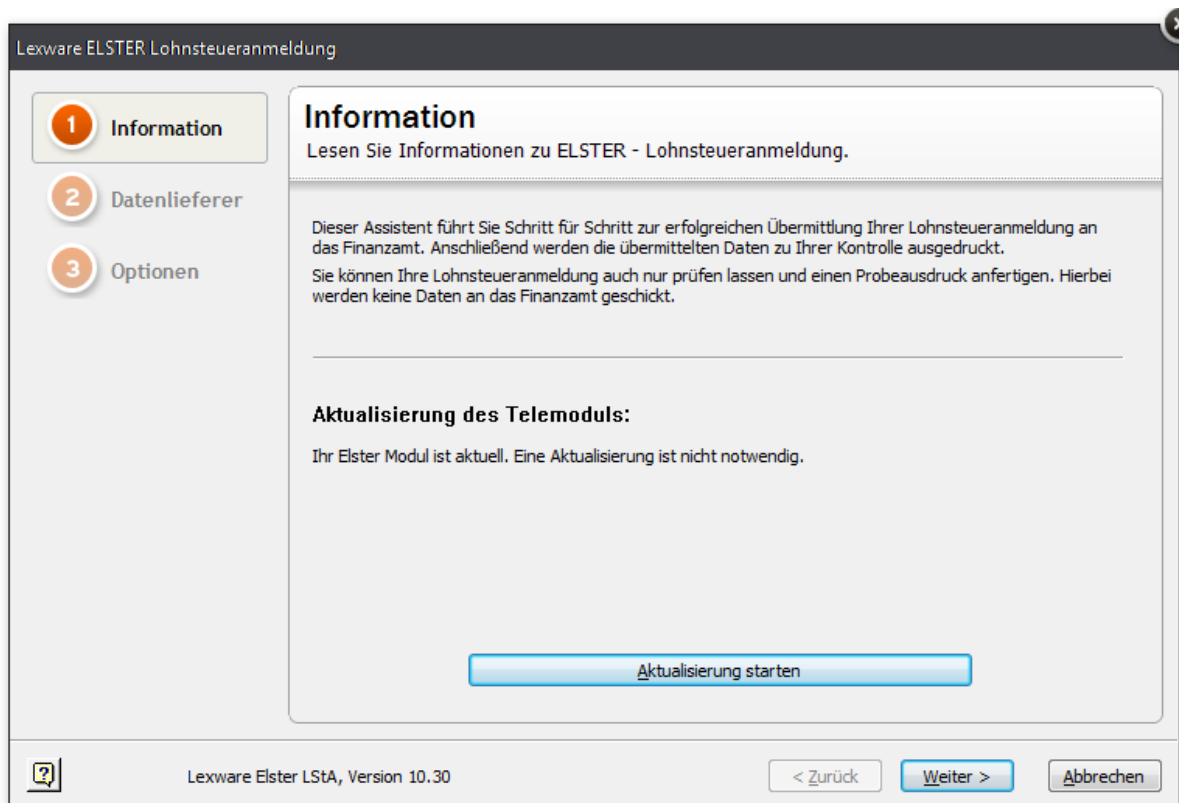 Lexware ELSTER Lohnsteueranmeldung
1 Information
2 Datenlieferer
3 Optionen
Information
Lesen Sie Informationen zu ELSTER - Lohnsteueranmeldung.
Dieser Assistent führt Sie Schritt für Schritt zur erfolgreichen Übermittlung Ihrer Lohnsteueranmeldung an
das Finanzamt. Anschließend werden die übermittelten Daten zu Ihrer Kontrolle ausgedruckt.
Sie können Ihre Lohnsteueranmeldung auch nur prüfen lassen und einen Probeausdruck anfertigen. Hierbei
werden keine Daten an das Finanzamt geschickt.
Aktualisierung des Telemoduls:
Ihr Elster Modul ist aktuell. Eine Aktualisierung ist nicht notwendig.
Aktualisierung starten
Lexware Elster LStA, Version 10.30
< Zurück
Weiter >
Abbrechen